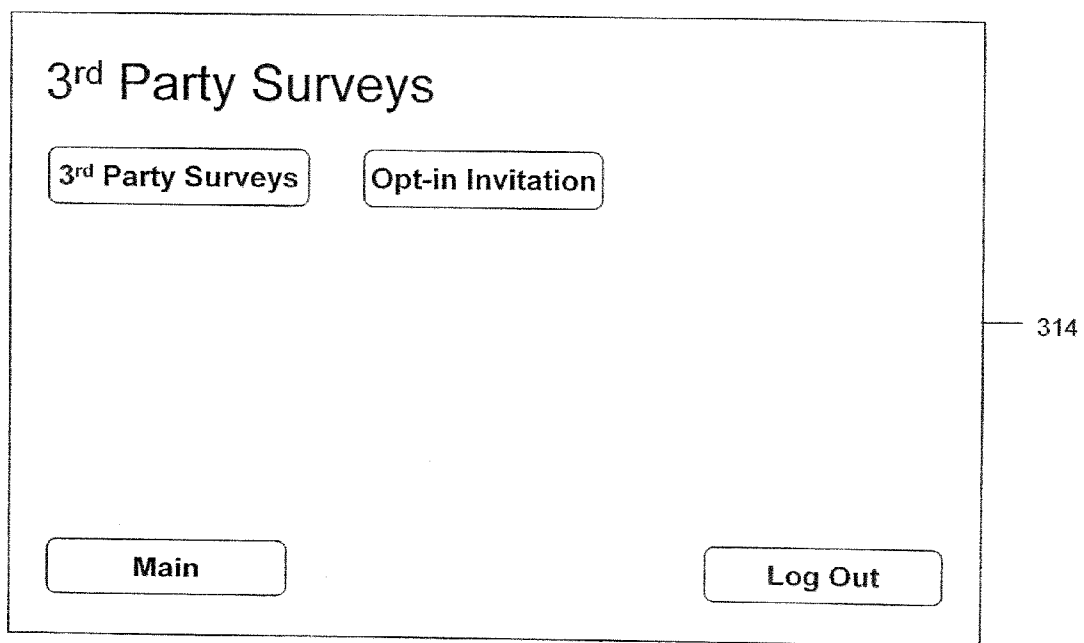 3rd Party Surveys
3rd Party Surveys
Opt-in Invitation
314
Main
Log Out